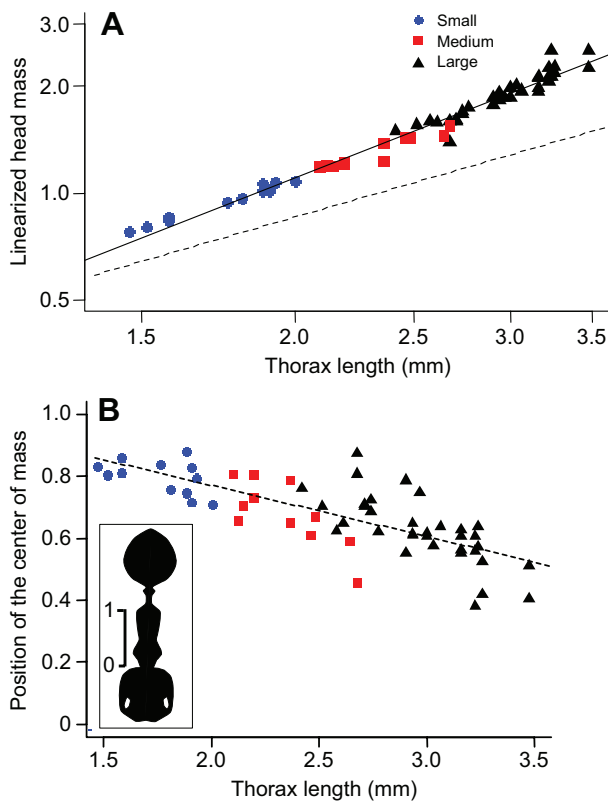 A
Small
Medium
Large
Linearized head mass
3.0
2.0
1.0
0.5
1.5 2.0 2.5 3.0 3.5
Thorax length (mm)
B
Position of the center of mass
1.0
0.8
0.6
0.4
0.2
0
1
0
1.5 2.0 2.5 3.0 3.5
Thorax length (mm)